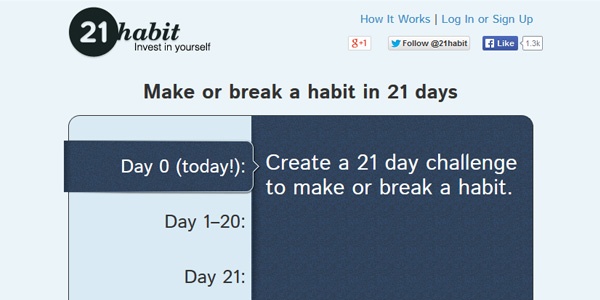 21habit
Invest in yourself
How It Works | Log In or Sign Up
g+1
Follow @21habit
Like
1.3k
Make or break a habit in 21 days
Day 0 (today!):
Create a 21 day challenge
to make or break a habit.
Day 1–20:
Day 21: